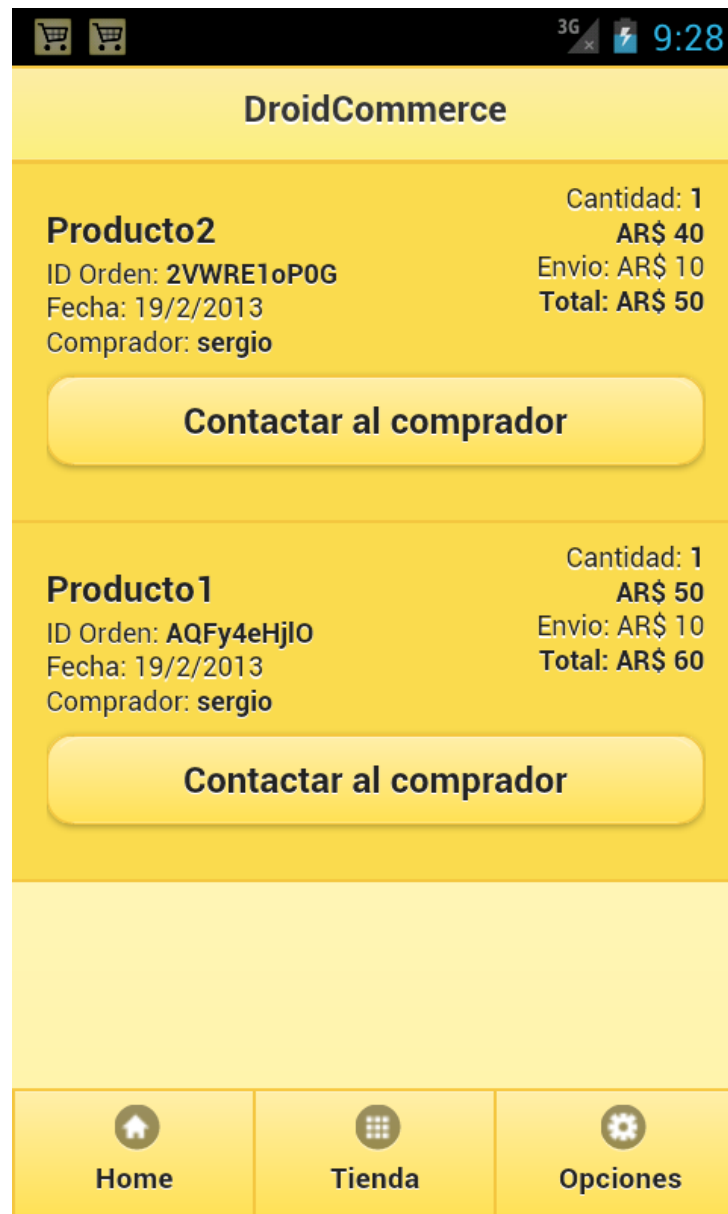 3G 9:28
DroidCommerce
Producto2
ID Orden: 2VWRE1oP0G
Fecha: 19/2/2013
Comprador: sergio
Cantidad: 1
AR$ 40
Envio: AR$ 10
Total: AR$ 50
Contactar al comprador
Producto1
ID Orden: AQFy4eHjlO
Fecha: 19/2/2013
Comprador: sergio
Cantidad: 1
AR$ 50
Envio: AR$ 10
Total: AR$ 60
Contactar al comprador
Home Tienda Opciones